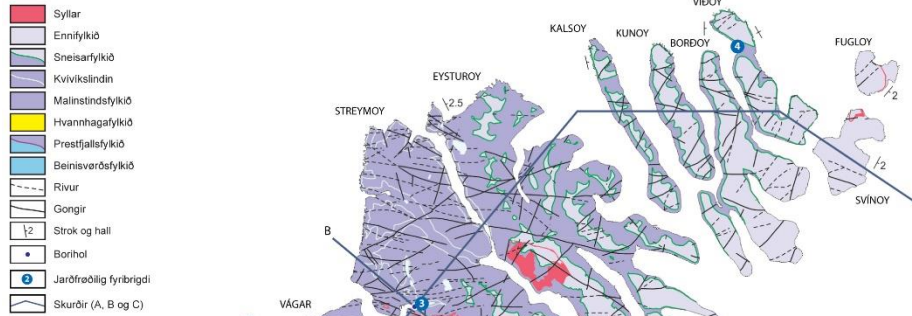 Syllar
Ennifylkið
Sneisarfylkið
Kvívíkslindin
Malinstindsfylkið
Hvannhagafylkið
Prestfjallsfylkið
Beinisvørðsfylkið
Rivur
Gongir
2 Strok og hall
Borihol
2 Jarðfrøðilig fyribrigdi
Skurðir (A, B og C)
VIÐOY
KALSOY
KUNOY
BORÐOY
4
FUGLOY
EYSTUROY
2
2.5
STREYMOY
2
SVÍNOY
B
VÁGAR
3